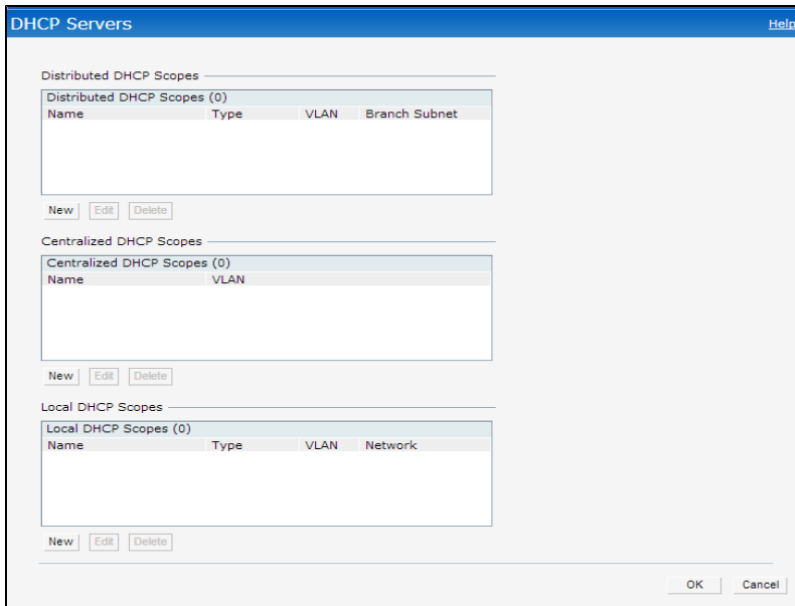 DHCP Servers Help
Distributed DHCP Scopes
Distributed DHCP Scopes (0)
Name Type VLAN Branch Subnet
New Edit Delete
Centralized DHCP Scopes
Centralized DHCP Scopes (0)
Name VLAN
New Edit Delete
Local DHCP Scopes
Local DHCP Scopes (0)
Name Type VLAN Network
New Edit Delete
OK Cancel